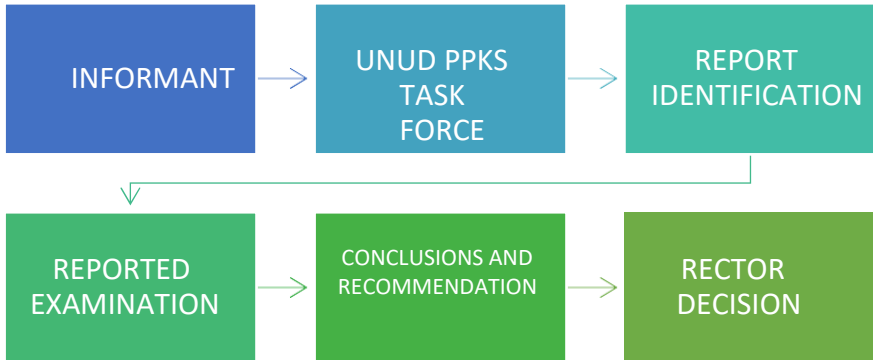 INFORMANT
UNUD PPKS
TASK
FORCE
REPORT
IDENTIFICATION
REPORTED
EXAMINATION
CONCLUSIONS AND
RECOMMENDATION
RECTOR
DECISION